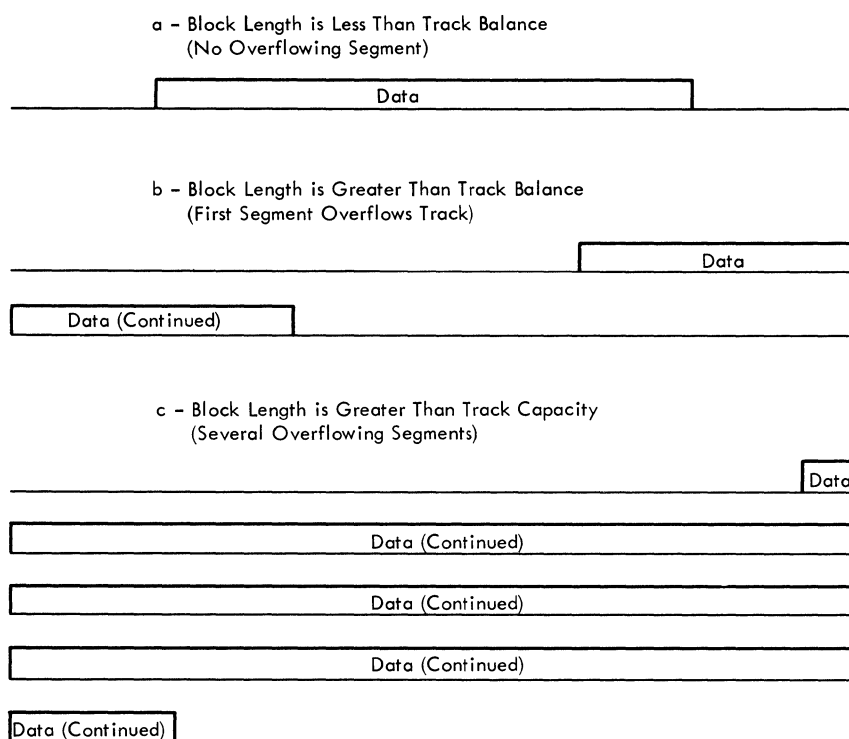 a - Block Length is Less Than Track Balance
(No Overflowing Segment)
Data
b - Block Length is Greater Than Track Balance
(First Segment Overflows Track)
Data
Data (Continued)
c - Block Length is Greater Than Track Capacity
(Several Overflowing Segments)
Data
Data (Continued)
Data (Continued)
Data (Continued)
Data (Continued)